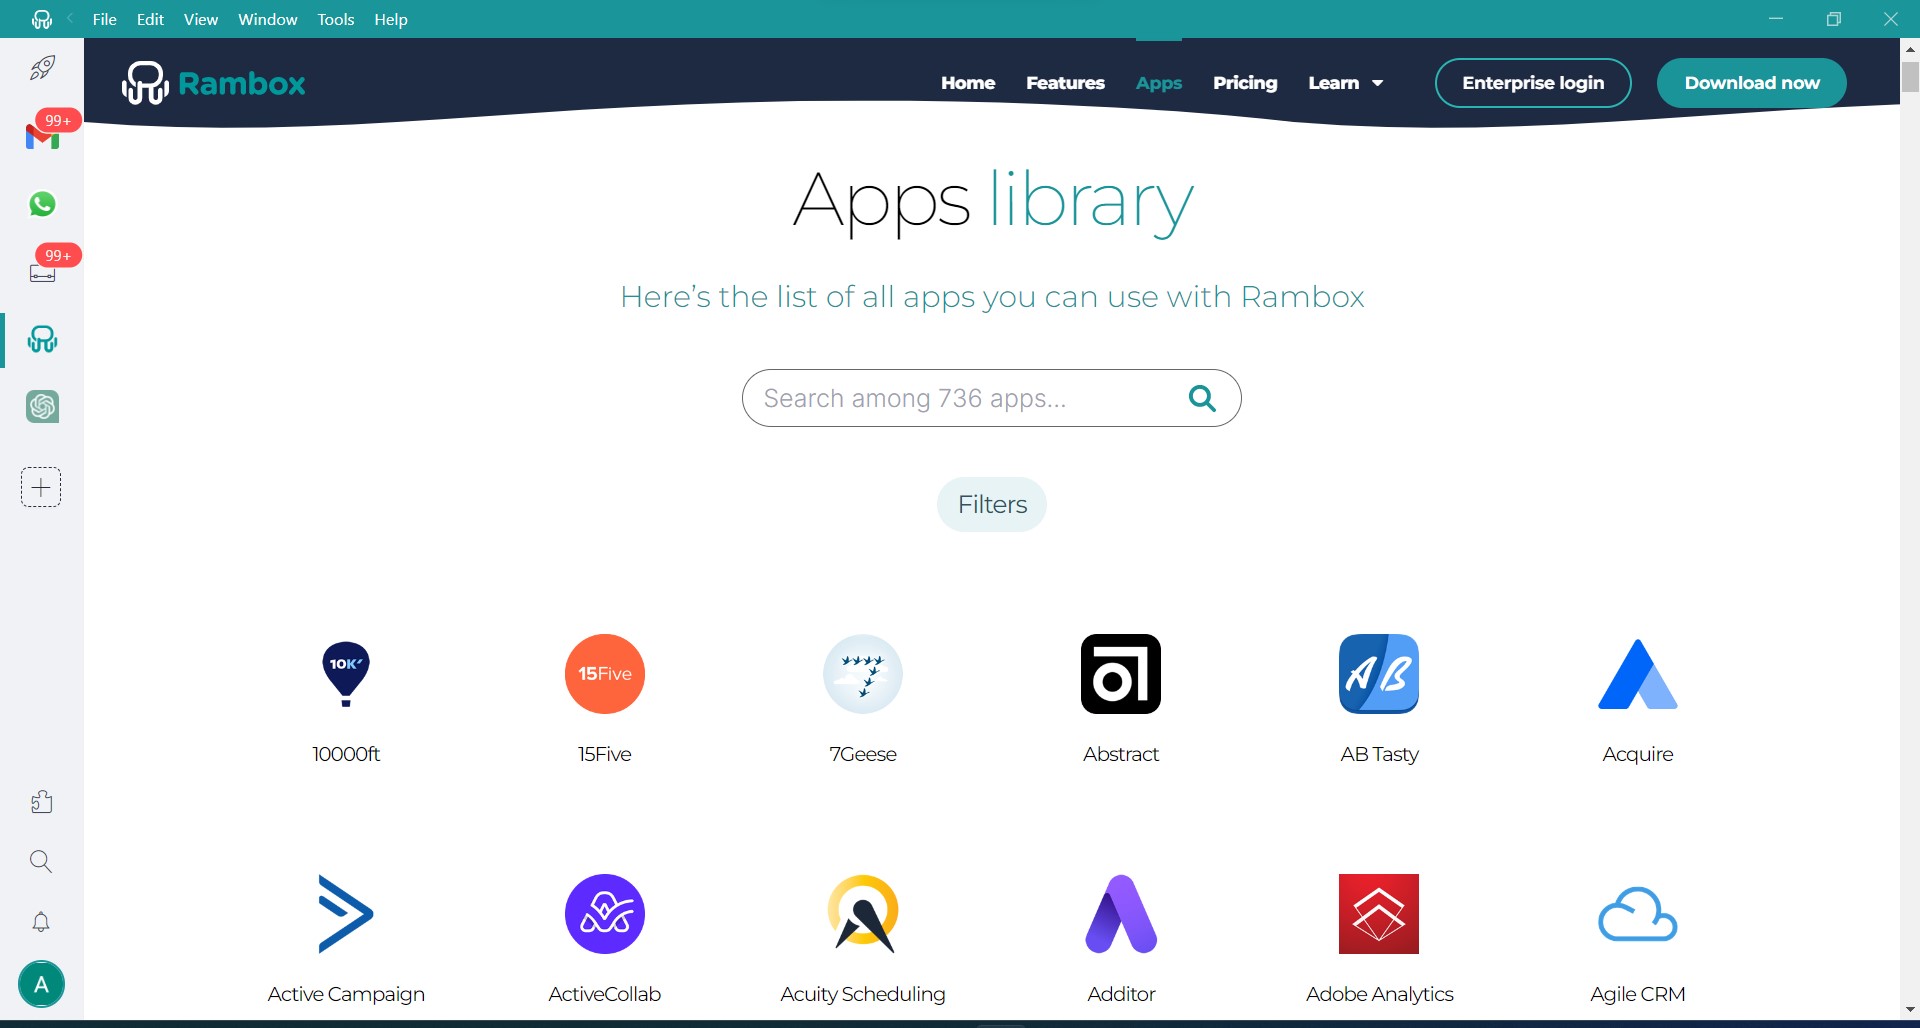 File Edit View Window Tools Help
Rambox
Home Features Apps Pricing Learn Enterprise login Download now
99+
99+
Apps library
Here's the list of all apps you can use with Rambox
Search among 736 apps...
Filters
10K' 15Five AB
10000ft 15Five 7Geese Abstract AB Tasty Acquire
Active Campaign ActiveCollab Acuity Scheduling Additor Adobe Analytics Agile CRM
A